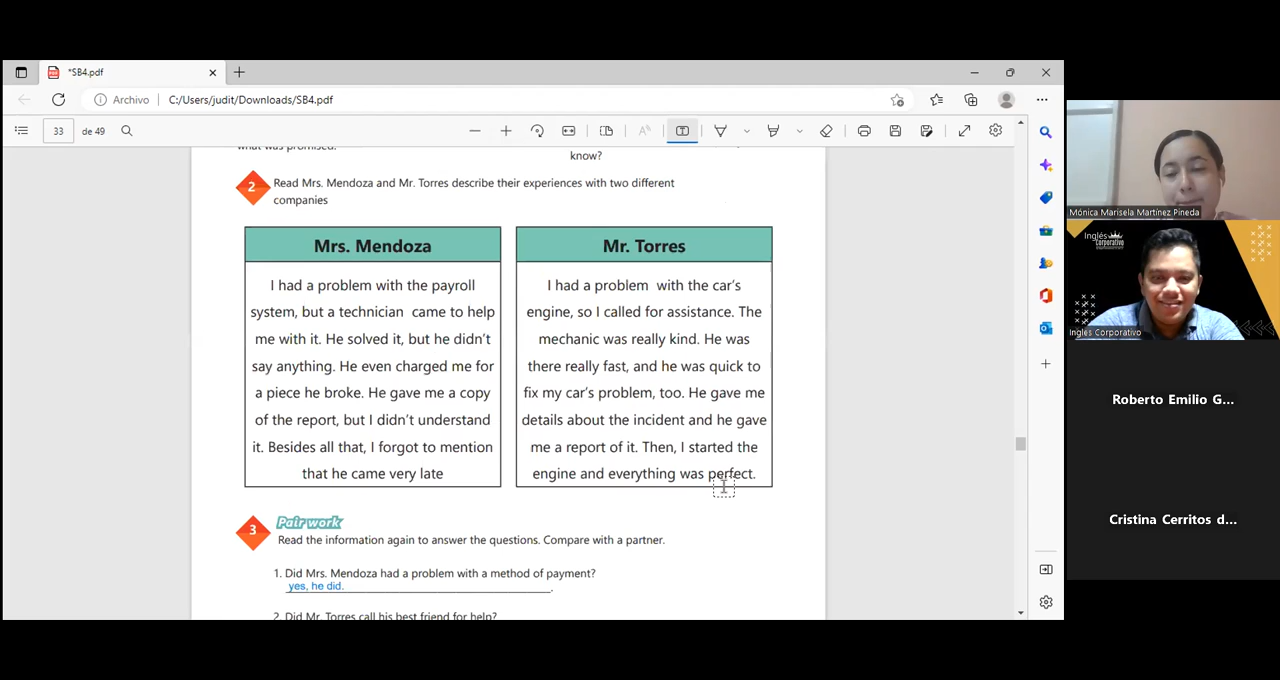 *SB4.pdf
Archivo
C:/Users/judit/Downloads/SB4.pdf
33
de 49
what was promised.
know?
2
Read Mrs. Mendoza and Mr. Torres describe their experiences with two different
companies
Mrs. Mendoza
I had a problem with the payroll
system, but a technician came to help
me with it. He solved it, but he didn't
say anything. He even charged me for
a piece he broke. He gave me a copy
of the report, but I didn't understand
it. Besides all that, I forgot to mention
that he came very late
Mr. Torres
I had a problem with the car's
engine, so I called for assistance. The
mechanic was really kind. He was
there really fast, and he was quick to
fix my car's problem, too. He gave me
details about the incident and he gave
me a report of it. Then, I started the
engine and everything was perfect.
3
Pair work
Read the information again to answer the questions. Compare with a partner.
1. Did Mrs. Mendoza had a problem with a method of payment?
yes, he did.
2. Did Mr. Torres call his best friend for help?
Mónica Marisela Martínez Pineda
Inglés
Corporativo
Inglés Corporativo
Roberto Emilio G...
Cristina Cerritos d...